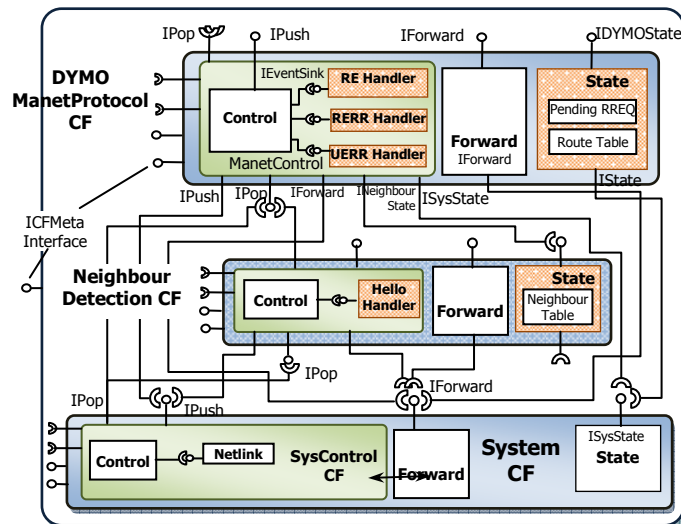 IPop
IPush
IForward
IDYMOState
DYMO
ManetProtocol
CF
IEventSink
RE Handler
State
Control
RERR Handler
Forward
IForward
Pending RREQ
Route Table
UERR Handler
ManetControl
IState
IPush
IPop
IForward
INeighbour
State
ISysState
ICFMeta
Interface
Neighbour
Detection CF
Control
Hello
Handler
Forward
State
Neighbour
Table
IPop
IForward
IPop
IPush
Control
Netlink
SysControl
CF
Forward
System
CF
ISysState
State